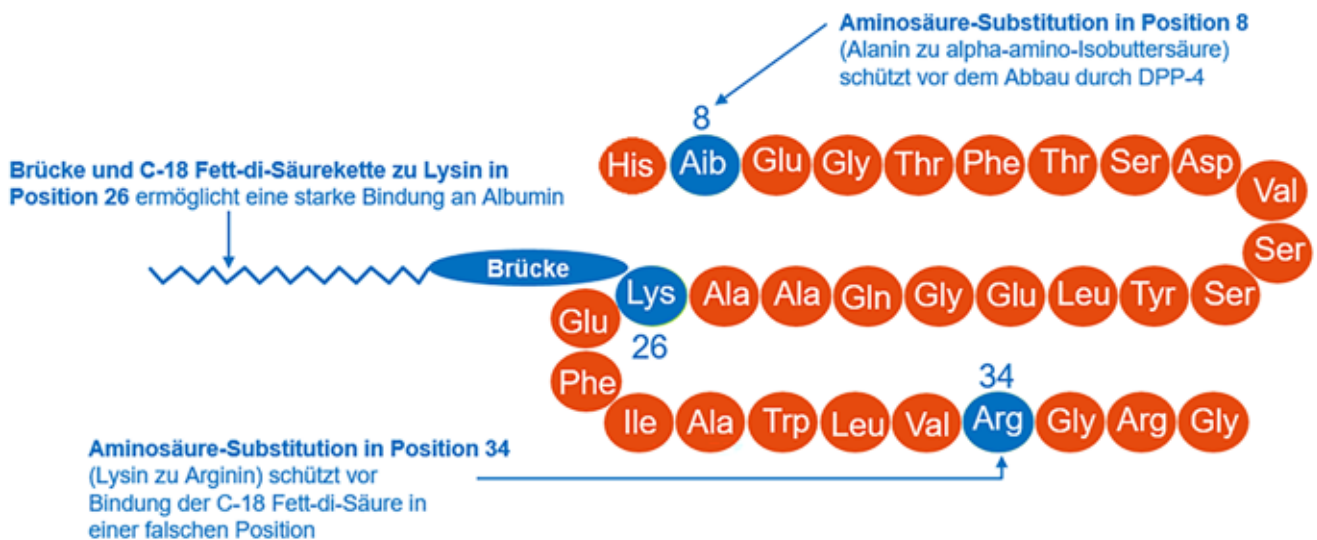 Aminosäure-Substitution in Position 8
(Alanin zu alpha-amino-Isobuttersäure)
schützt vor dem Abbau durch DPP-4
8
His Aib Glu Gly Thr Phe Thr Ser Asp
Val
Ser
Brücke und C-18 Fett-di-Säurekette zu Lysin in
Position 26 ermöglicht eine starke Bindung an Albumin
Brücke
Lys Ala Ala Gln Gly Glu Leu Tyr Ser
26
Glu
Phe
34
Ile Ala Trp Leu Val Arg Gly Arg Gly
Aminosäure-Substitution in Position 34
(Lysin zu Arginin) schützt vor
Bindung der C-18 Fett-di-Säure in
einer falschen Position